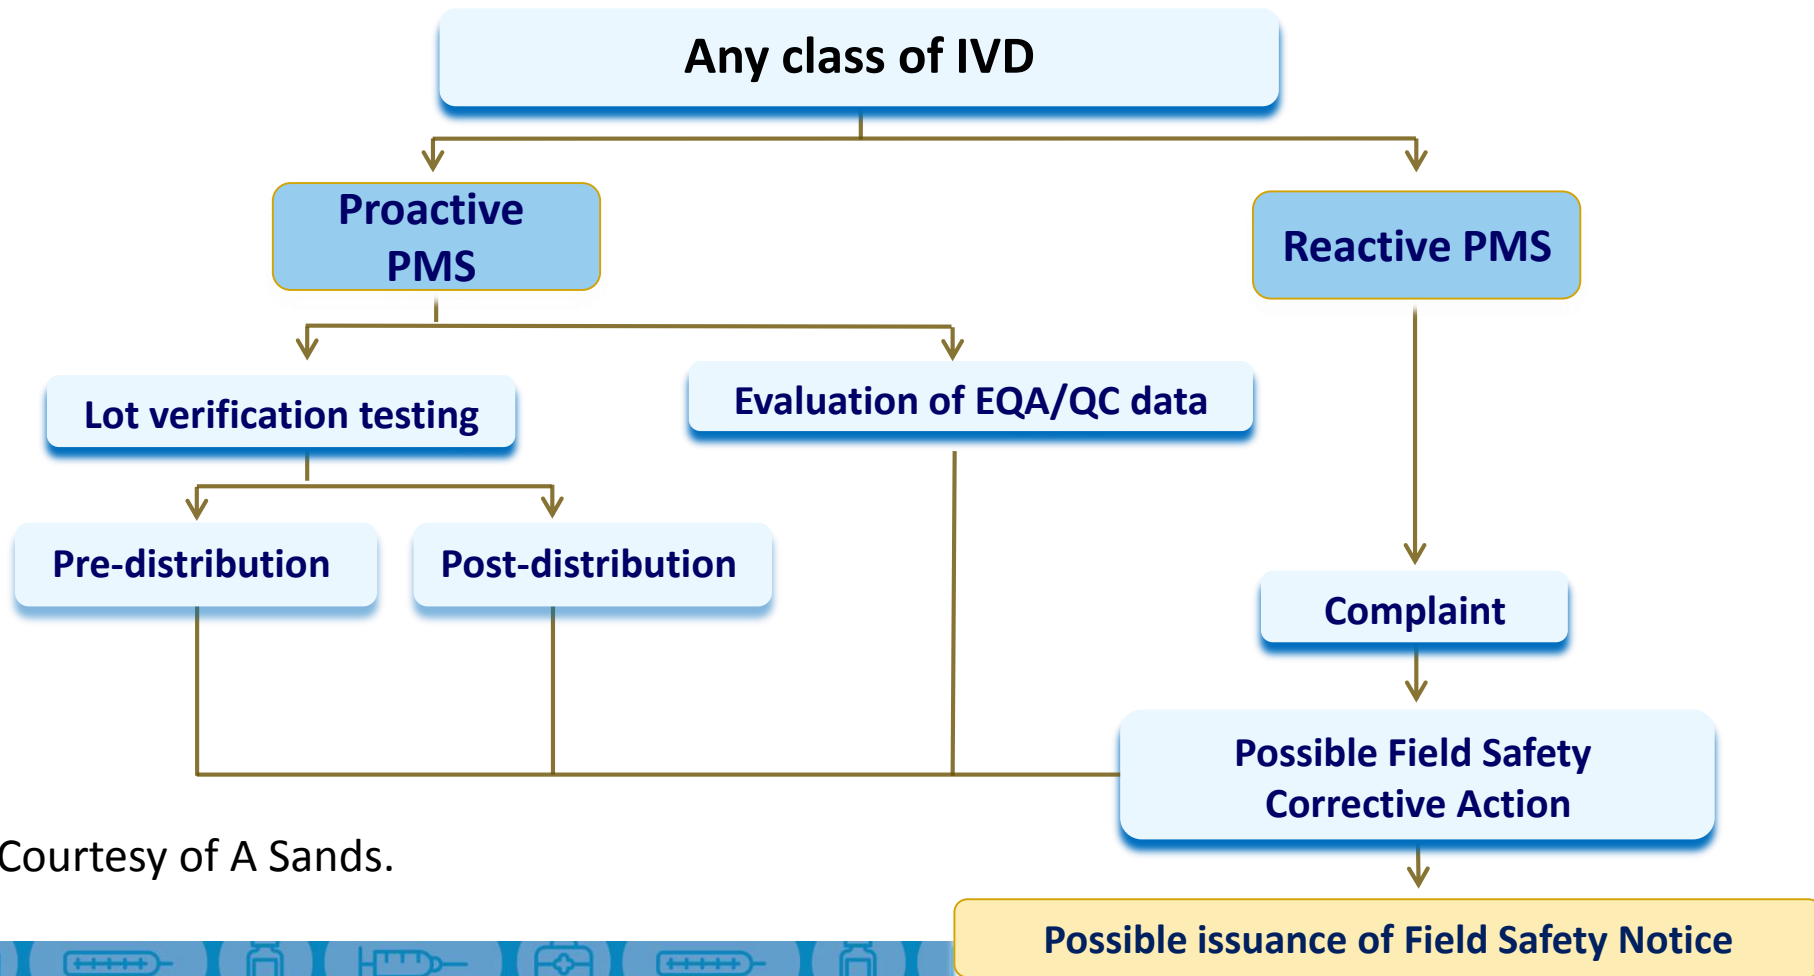 Any class of IVD
Proactive
PMS
Reactive PMS
Lot verification testing
Evaluation of EQA/QC data
Pre-distribution
Post-distribution
Complaint
Possible Field Safety
Corrective Action
Courtesy of A Sands.
Possible issuance of Field Safety Notice